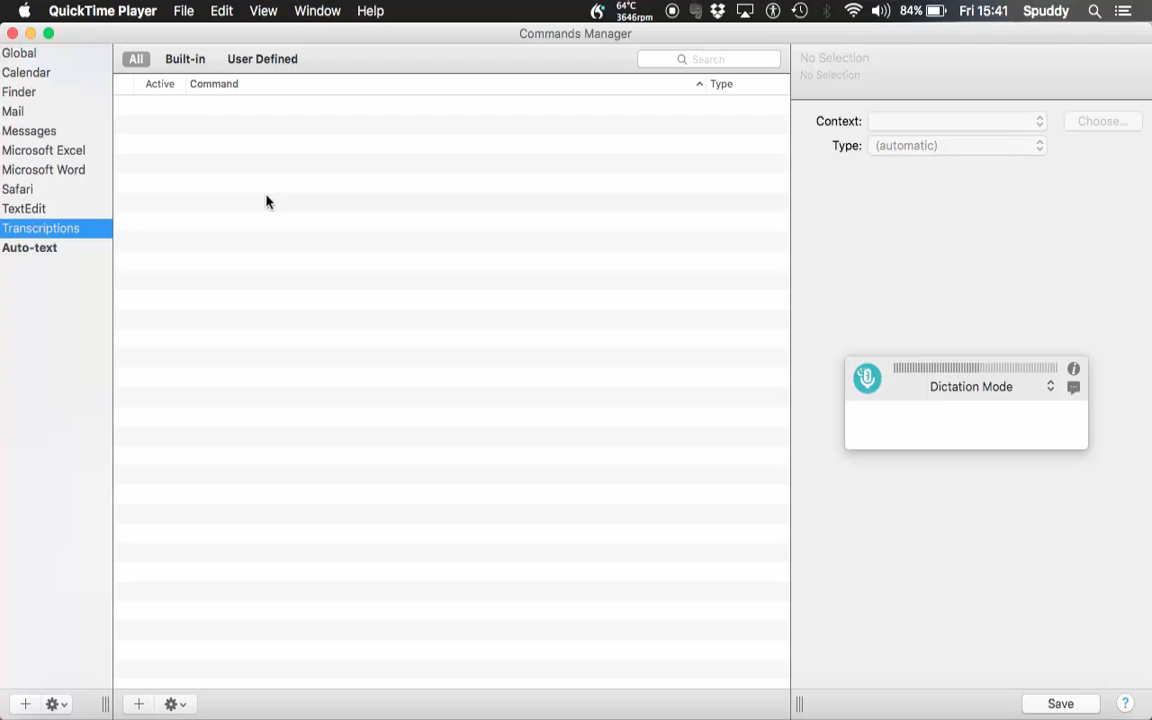 QuickTime Player File Edit View Window Help 64°C 3646rpm 84% Fri 15:41 Spuddy
Commands Manager
Global
Calendar
Finder
Mail
Messages
Microsoft Excel
Microsoft Word
Safari
TextEdit
Transcriptions
Auto-text
All Built-in User Defined Search
Active Command Type
No Selection
No Selection
Context: Choose...
Type: (automatic)
Dictation Mode
Save ?